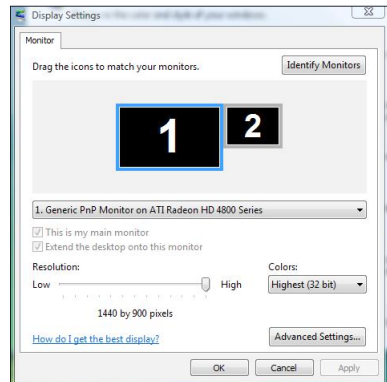 Display Settings
Monitor
Drag the icons to match your monitors.
Identify Monitors
1
2
1. Generic PnP Monitor on ATI Radeon HD 4800 Series
This is my main monitor
Extend the desktop onto this monitor
Resolution:
Colors:
Low
High
Highest (32 bit)
1440 by 900 pixels
How do I get the best display?
Advanced Settings...
OK
Cancel
Apply